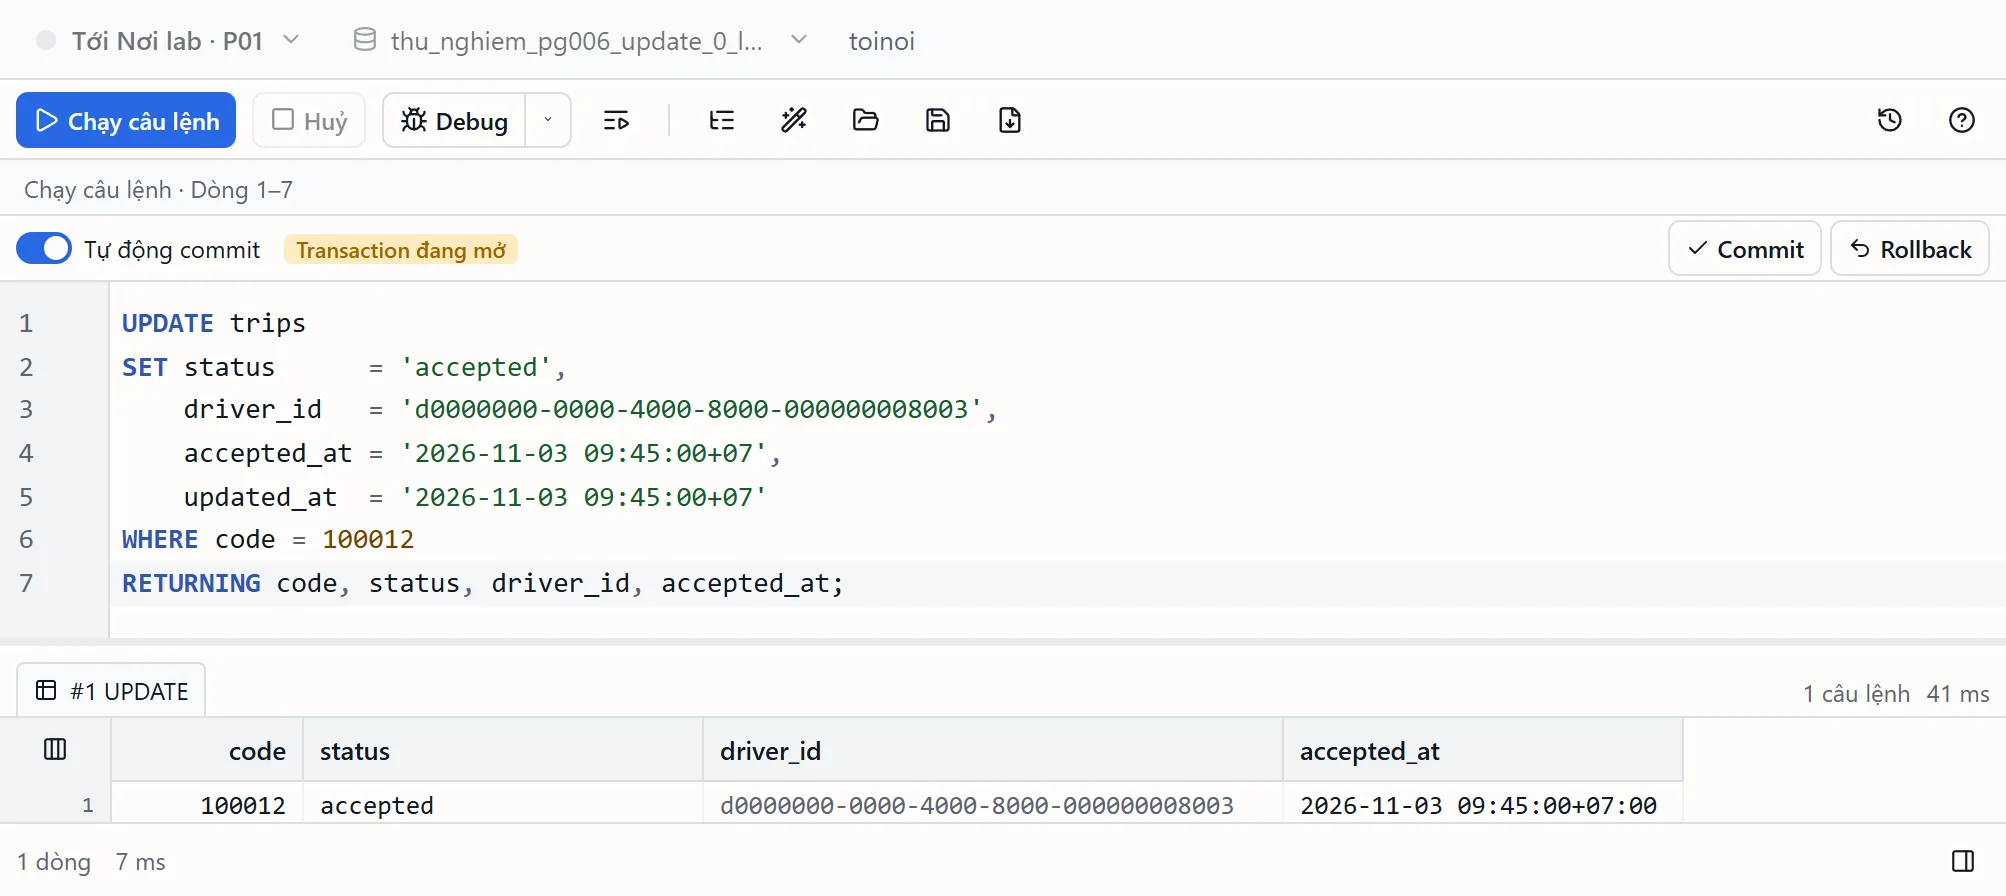 Tới Nơi lab · P01 thu_nghiem_pg006_update_0_l... toinoi
Chạy câu lệnh Huỷ Debug
Chạy câu lệnh · Dòng 1–7
Tự động commit Transaction đang mở Commit Rollback
1 UPDATE trips
2 SET status = 'accepted',
3 driver_id = 'd0000000-0000-4000-8000-000000008003',
4 accepted_at = '2026-11-03 09:45:00+07',
5 updated_at = '2026-11-03 09:45:00+07'
6 WHERE code = 100012
7 RETURNING code, status, driver_id, accepted_at;
#1 UPDATE 1 câu lệnh 41 ms
code status driver_id accepted_at
1 100012 accepted d0000000-0000-4000-8000-000000008003 2026-11-03 09:45:00+07:00
1 dòng 7 ms